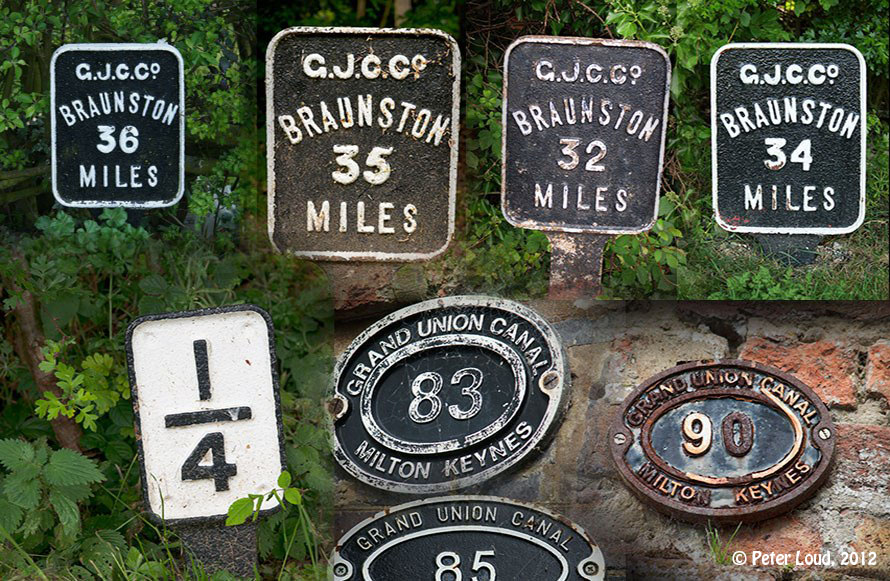 G.J.C.Cº
BRAUNSTON
36
MILES
G.J.C.Cº
BRAUNSTON
35
MILES
G.J.C.Cº
BRAUNSTON
32
MILES
G.J.C.Cº
BRAUNSTON
34
MILES
1
4
GRAND UNION CANAL
83
MILTON KEYNES
GRAND UNION CANAL
90
MILTON KEYNES
GRAND UNION CANAL
85
© Peter Loud, 2012